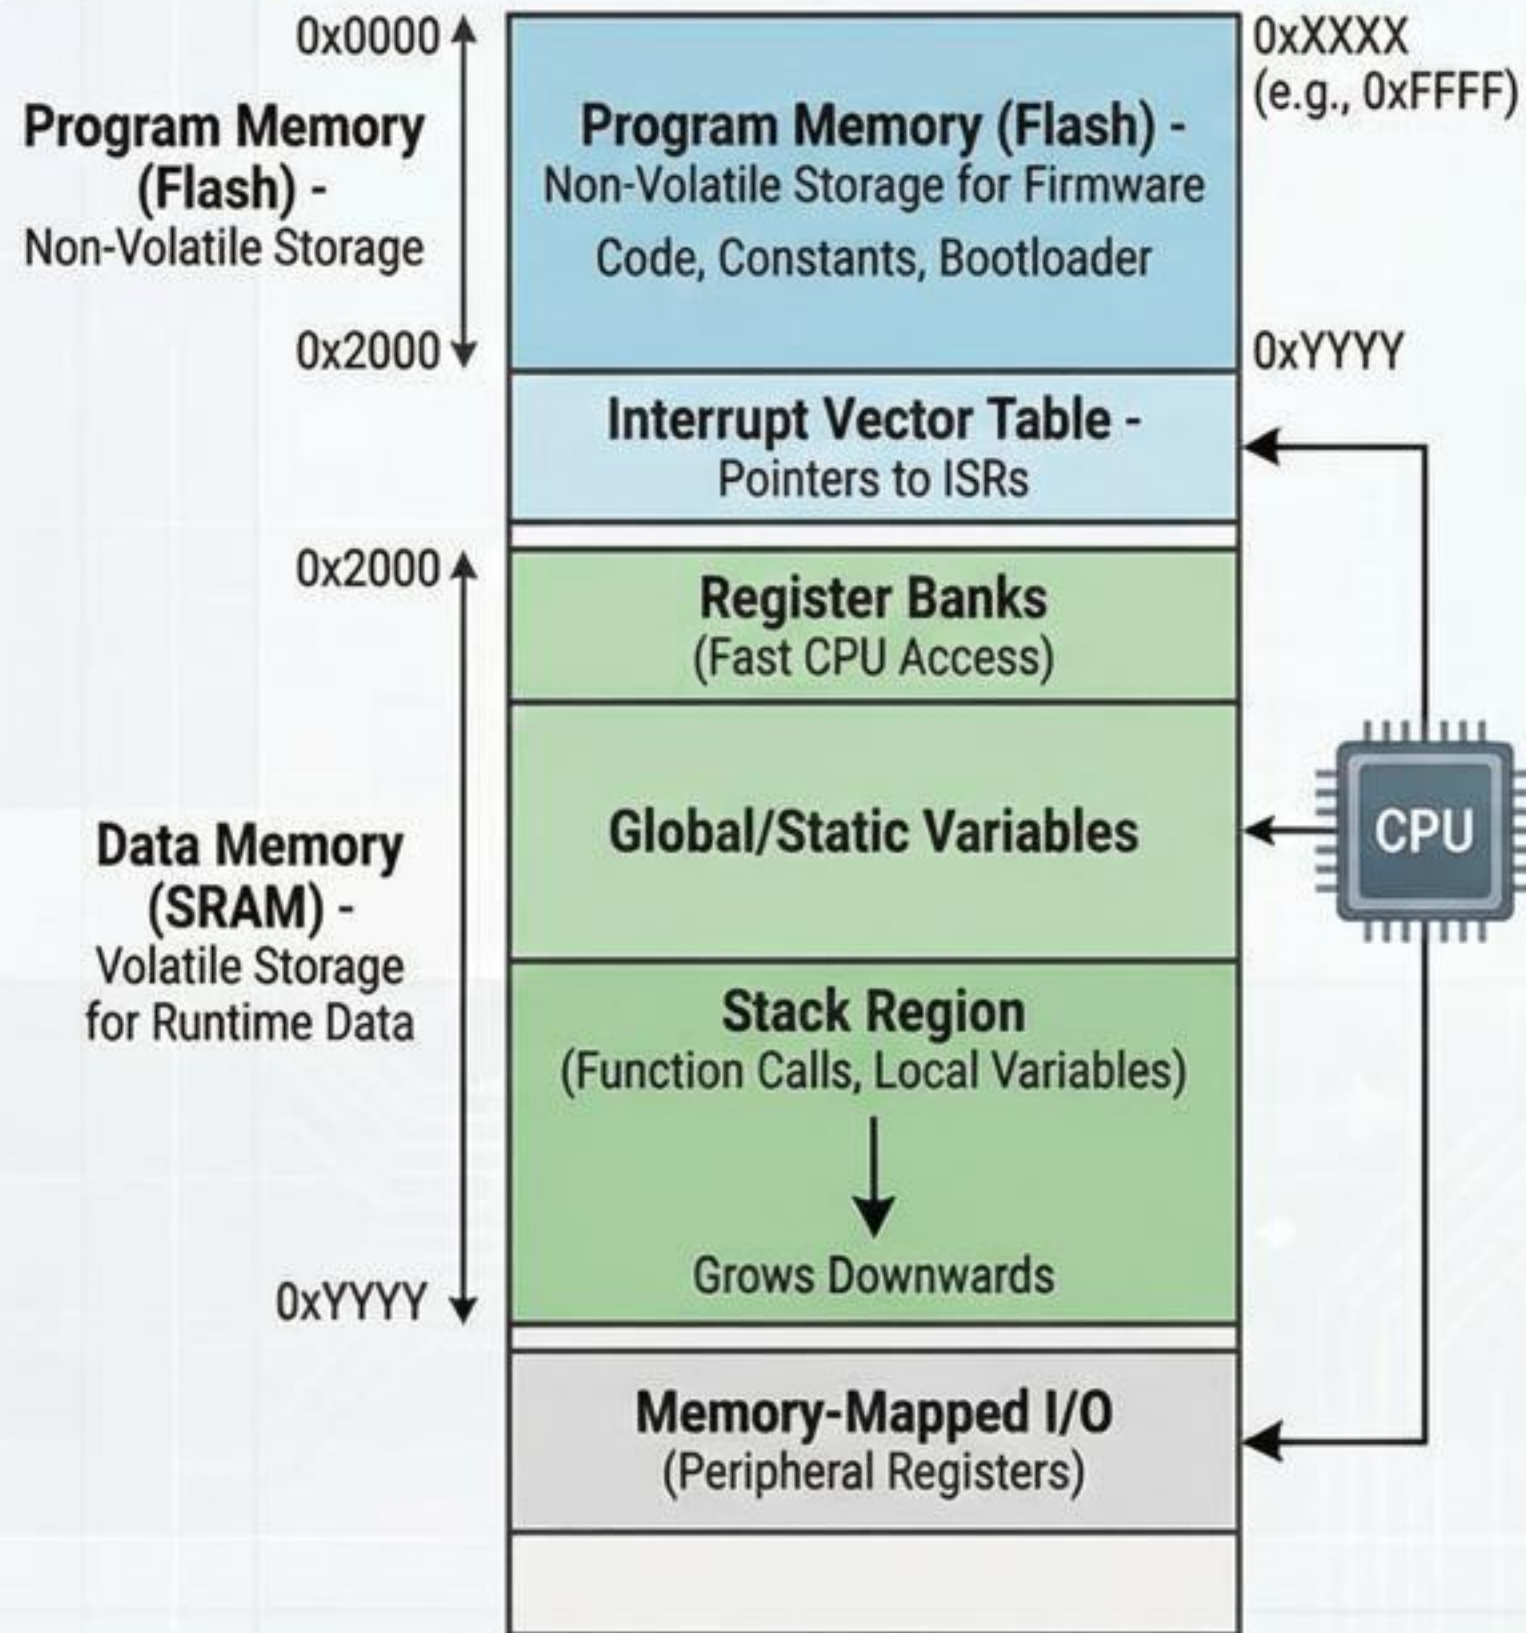 0x0000
0xXXXX
(e.g., 0xFFFF)
Program Memory
(Flash) -
Non-Volatile Storage
Program Memory (Flash) -
Non-Volatile Storage for Firmware
Code, Constants, Bootloader
0x2000
0xYYYY
Interrupt Vector Table -
Pointers to ISRs
0x2000
Register Banks
(Fast CPU Access)
Global/Static Variables
CPU
Data Memory
(SRAM) -
Volatile Storage
for Runtime Data
Stack Region
(Function Calls, Local Variables)
Grows Downwards
0xYYYY
Memory-Mapped I/O
(Peripheral Registers)